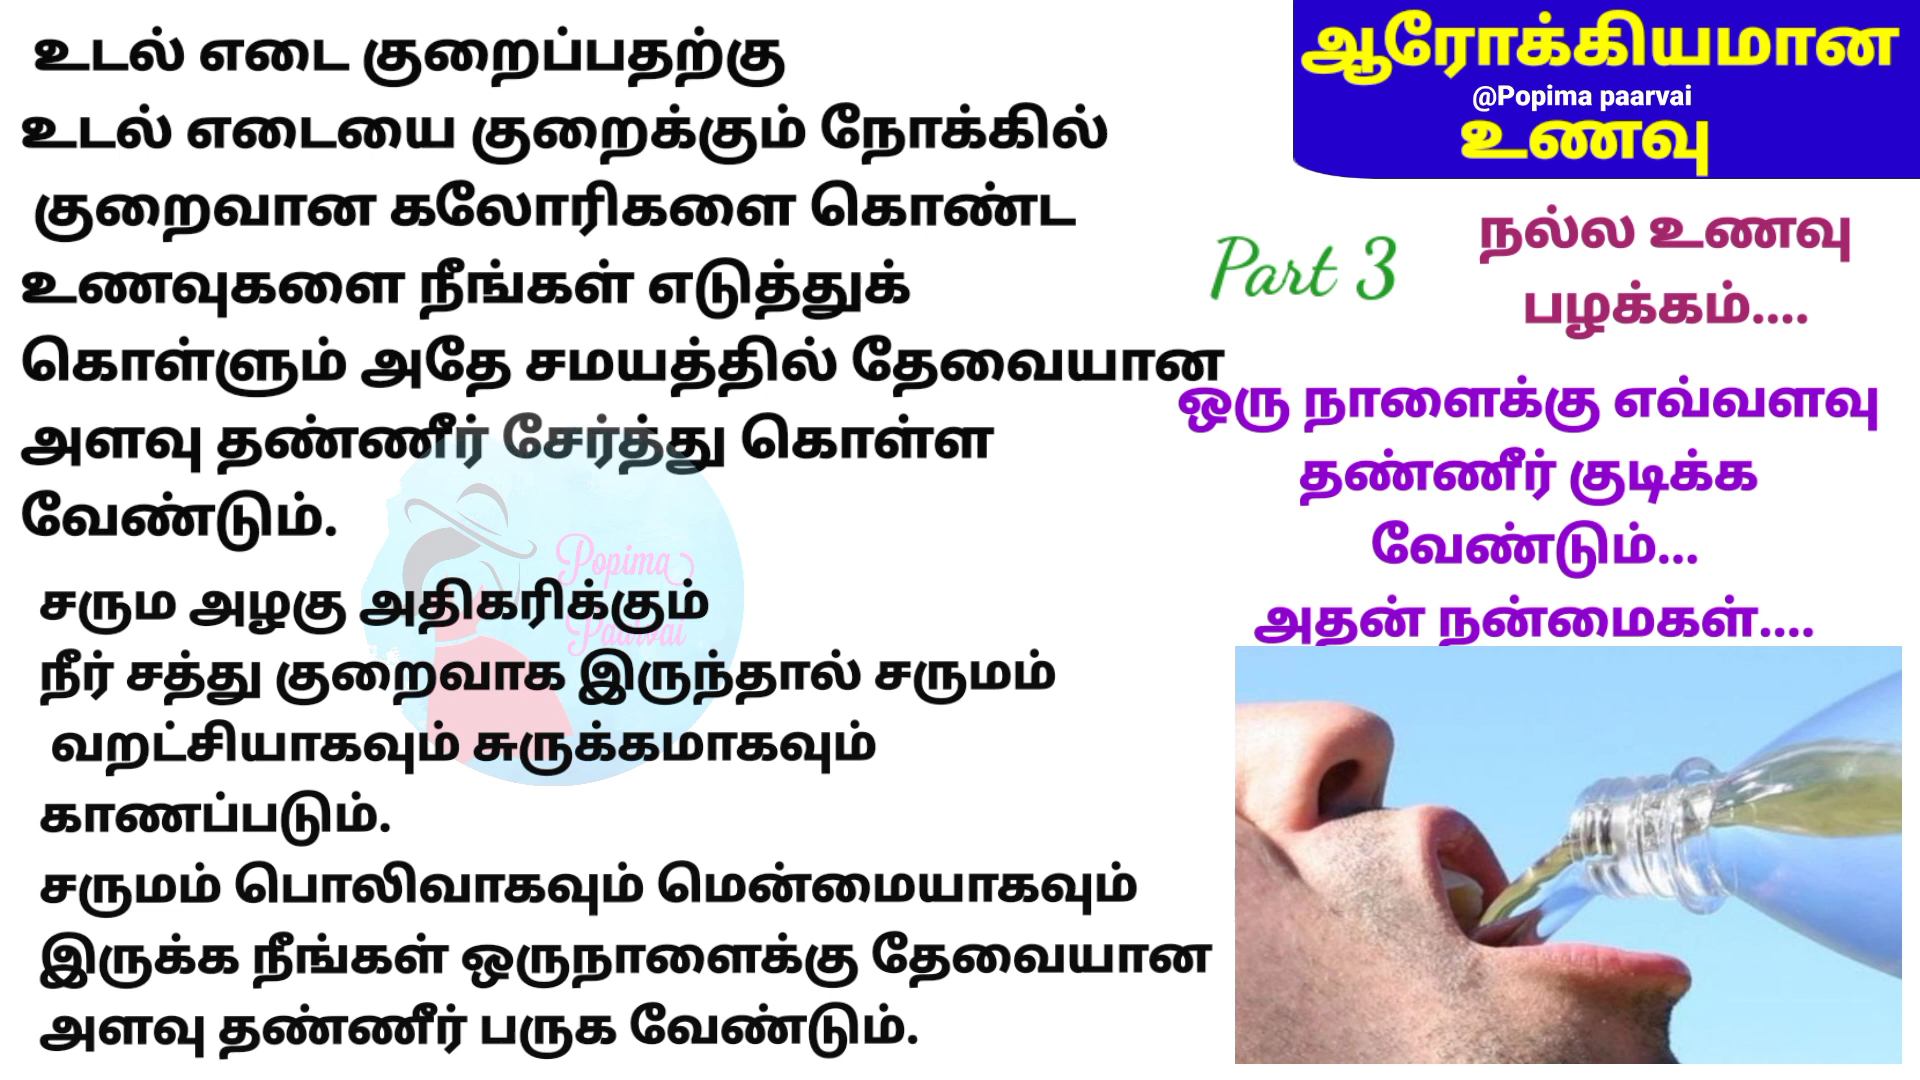 உடல் எடை குறைப்பதற்கு
உடல் எடையை குறைக்கும் நோக்கில்
குறைவான கலோரிகளை கொண்ட
உணவுகளை நீங்கள் எடுத்துக்
கொள்ளும் அதே சமயத்தில் தேவையான
அளவு தண்ணீர் சேர்த்து கொள்ள
வேண்டும்.
சரும அழகு அதிகரிக்கும்
நீர் சத்து குறைவாக இருந்தால் சருமம்
வறட்சியாகவும் சுருக்கமாகவும்
காணப்படும்.
சருமம் பொலிவாகவும் மென்மையாகவும்
இருக்க நீங்கள் ஒருநாளைக்கு தேவையான
அளவு தண்ணீர் பருக வேண்டும்.
Popima
Paarvai
ஆரோக்கியமான
@Popima paarvai
உணவு
Part 3
நல்ல உணவு
பழக்கம்....
ஒரு நாளைக்கு எவ்வளவு
தண்ணீர் குடிக்க
வேண்டும்...
அதன் நன்மைகள்....